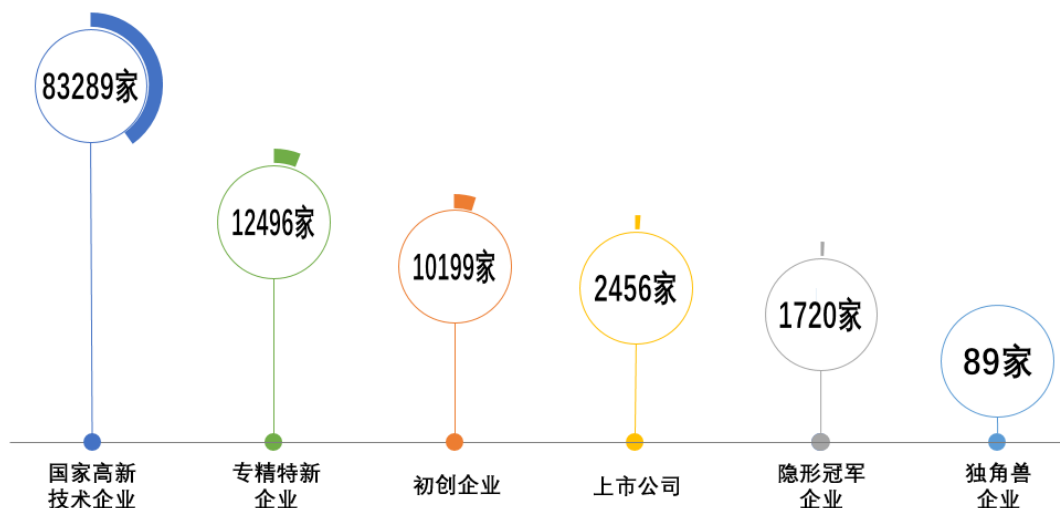 83289家
12496家
10199家
2456家
1720家
89家
国家高新
技术企业
专精特新
企业
初创企业
上市公司
隐形冠军
企业
独角兽
企业